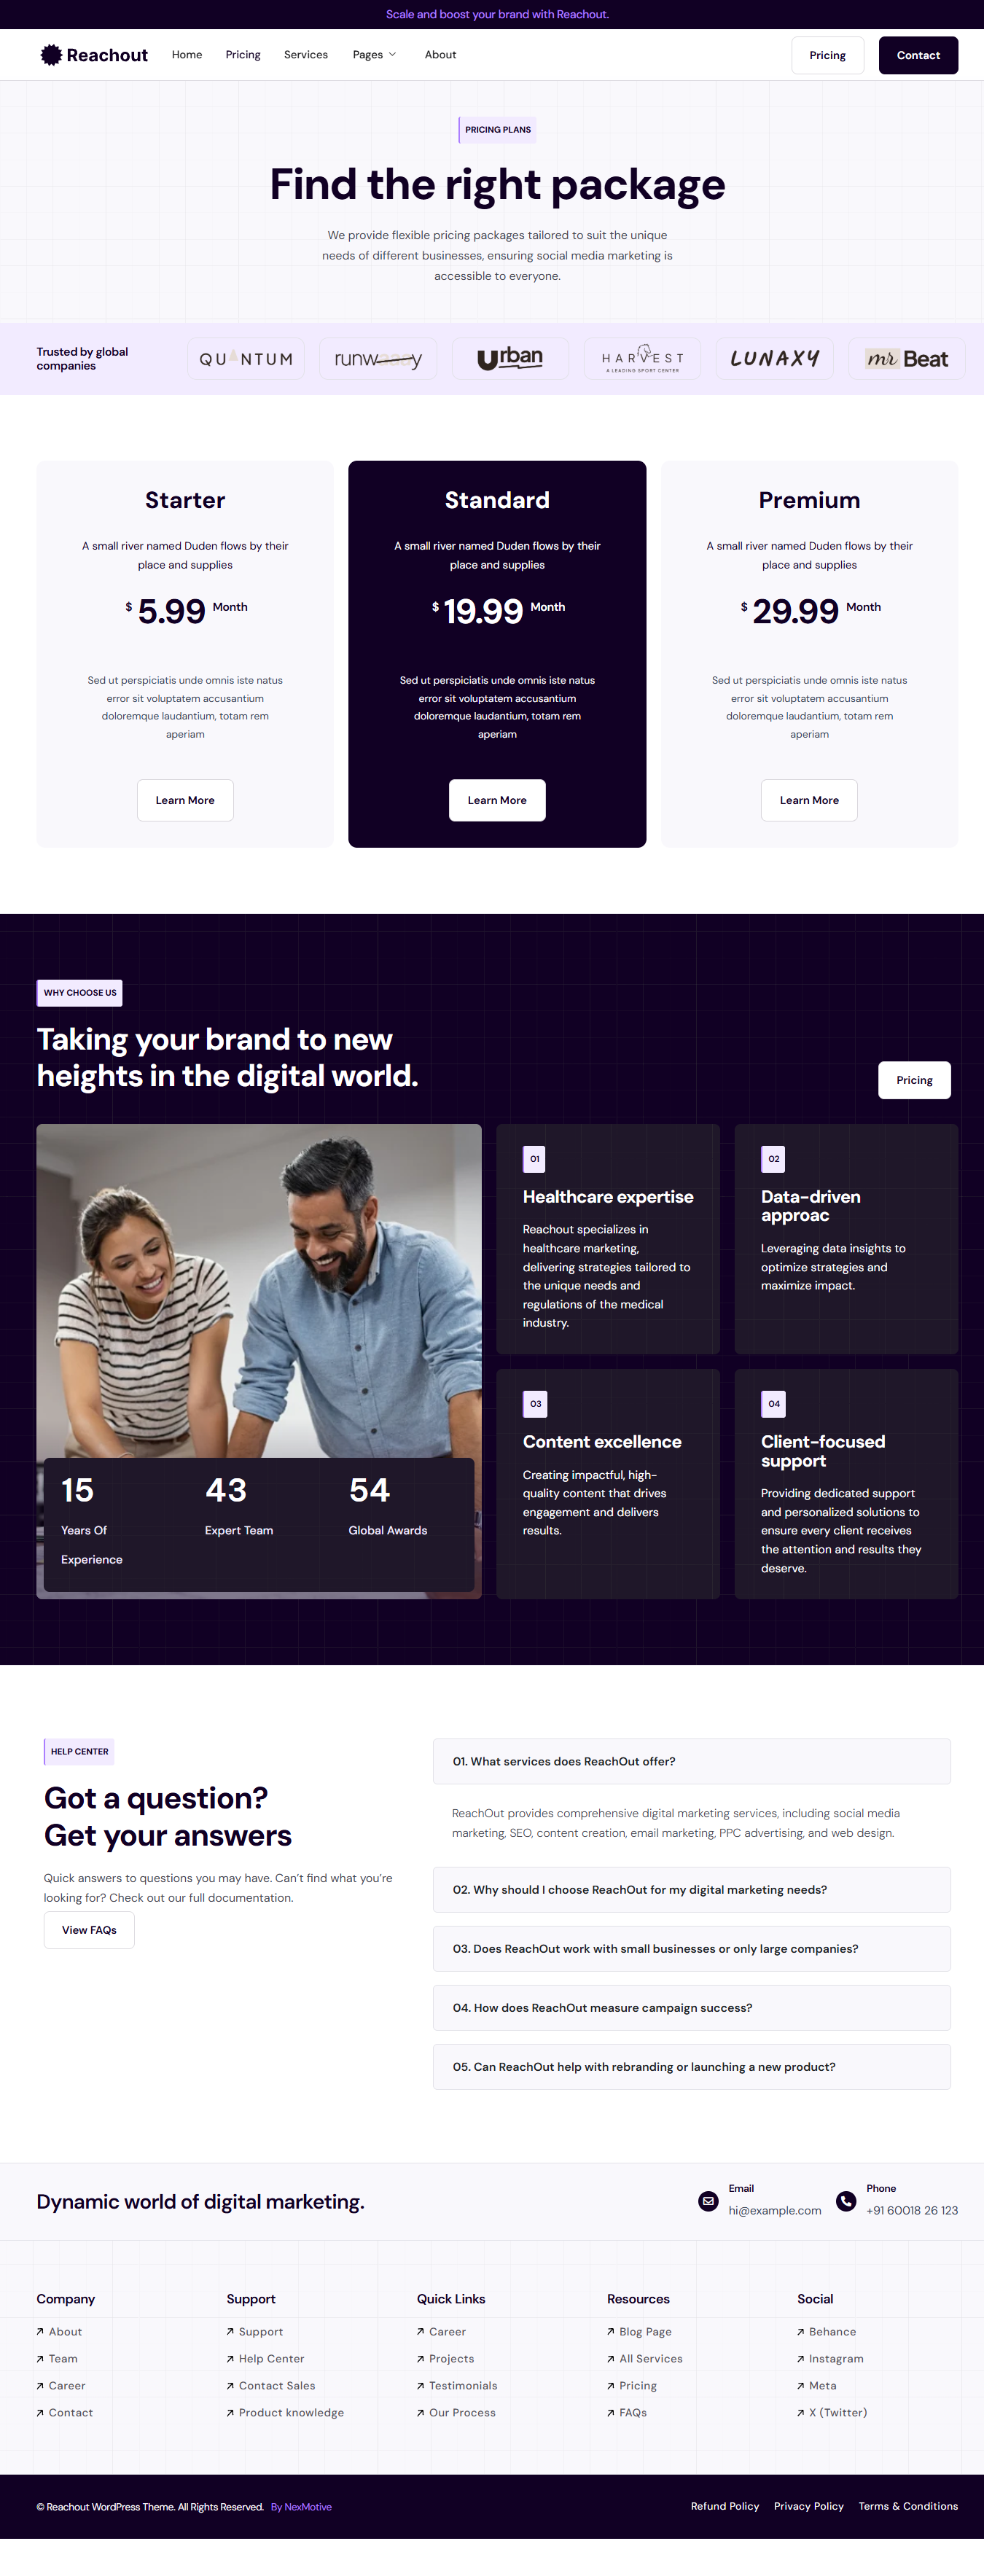 Scale and boost your brand with Reachout.
Reachout
Home
Pricing
Services
Pages
About
Pricing
Contact
PRICING PLANS
Find the right package
We provide flexible pricing packages tailored to suit the unique
needs of different businesses, ensuring social media marketing is
accessible to everyone.
Trusted by global
companies
QUANTUM
runwaaay
Urban
HARVEST
A LEADING SPORT CENTER
LUNAXY
mr Beat
Starter
A small river named Duden flows by their
place and supplies
$ 5.99 Month
Sed ut perspiciatis unde omnis iste natus
error sit voluptatem accusantium
doloremque laudantium, totam rem
aperiam
Learn More
Standard
A small river named Duden flows by their
place and supplies
$ 19.99 Month
Sed ut perspiciatis unde omnis iste natus
error sit voluptatem accusantium
doloremque laudantium, totam rem
aperiam
Learn More
Premium
A small river named Duden flows by their
place and supplies
$ 29.99 Month
Sed ut perspiciatis unde omnis iste natus
error sit voluptatem accusantium
doloremque laudantium, totam rem
aperiam
Learn More
WHY CHOOSE US
Taking your brand to new
heights in the digital world.
Pricing
15
Years Of
Experience
43
Expert Team
54
Global Awards
01
Healthcare expertise
Reachout specializes in
healthcare marketing,
delivering strategies tailored to
the unique needs and
regulations of the medical
industry.
02
Data-driven
approac
Leveraging data insights to
optimize strategies and
maximize impact.
03
Content excellence
Creating impactful, high-
quality content that drives
engagement and delivers
results.
04
Client-focused
support
Providing dedicated support
and personalized solutions to
ensure every client receives
the attention and results they
deserve.
HELP CENTER
Got a question?
Get your answers
Quick answers to questions you may have. Can't find what you're
looking for? Check out our full documentation.
View FAQs
01. What services does ReachOut offer?
ReachOut provides comprehensive digital marketing services, including social media
marketing, SEO, content creation, email marketing, PPC advertising, and web design.
02. Why should I choose ReachOut for my digital marketing needs?
03. Does ReachOut work with small businesses or only large companies?
04. How does ReachOut measure campaign success?
05. Can ReachOut help with rebranding or launching a new product?
Dynamic world of digital marketing.
Email
hi@example.com
Phone
+91 60018 26 123
Company
About
Team
Career
Contact
Support
Support
Help Center
Contact Sales
Product knowledge
Quick Links
Career
Projects
Testimonials
Our Process
Resources
Blog Page
All Services
Pricing
FAQs
Social
Behance
Instagram
Meta
X (Twitter)
© Reachout WordPress Theme. All Rights Reserved. By NexMotive
Refund Policy
Privacy Policy
Terms & Conditions